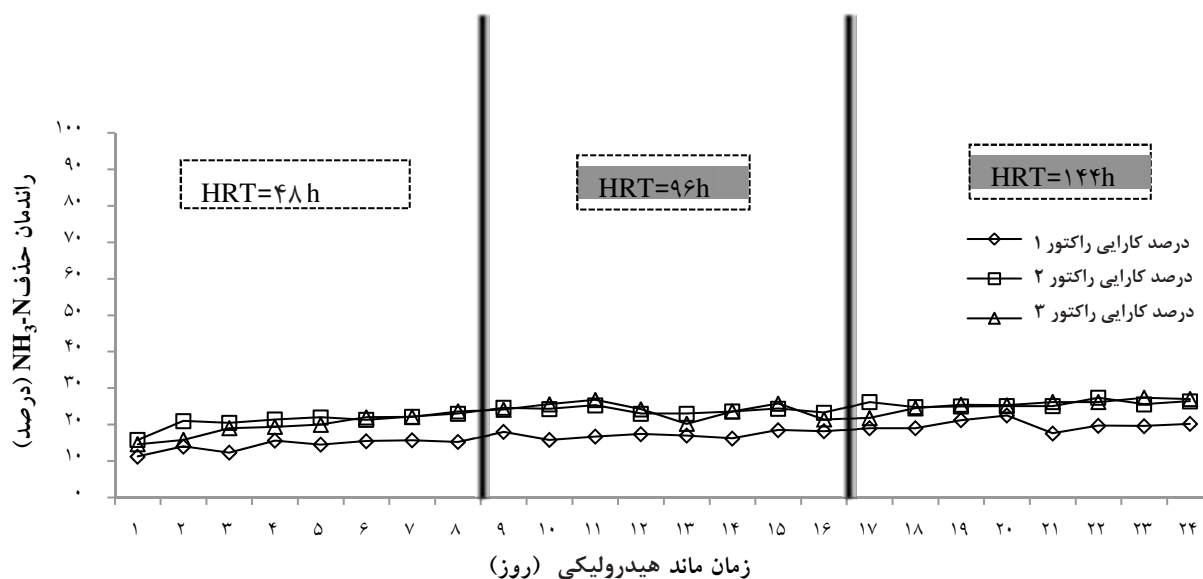 راندمان حذف NH₃-N (درصد)
۱۰۰
۹۰
۸۰
۷۰
۶۰
۵۰
۴۰
۳۰
۲۰
۱۰
۰
HRT=۴۸h
HRT=۹۶h
HRT=۱۴۴h
درصد کارایی راکتور ۱
درصد کارایی راکتور ۲
درصد کارایی راکتور ۳
۱ ۲ ۳ ۴ ۵ ۶ ۷ ۸ ۹ ۱۰ ۱۱ ۱۲ ۱۳ ۱۴ ۱۵ ۱۶ ۱۷ ۱۸ ۱۹ ۲۰ ۲۱ ۲۲ ۲۳ ۲۴
زمان ماند هیدرولیکی (روز)